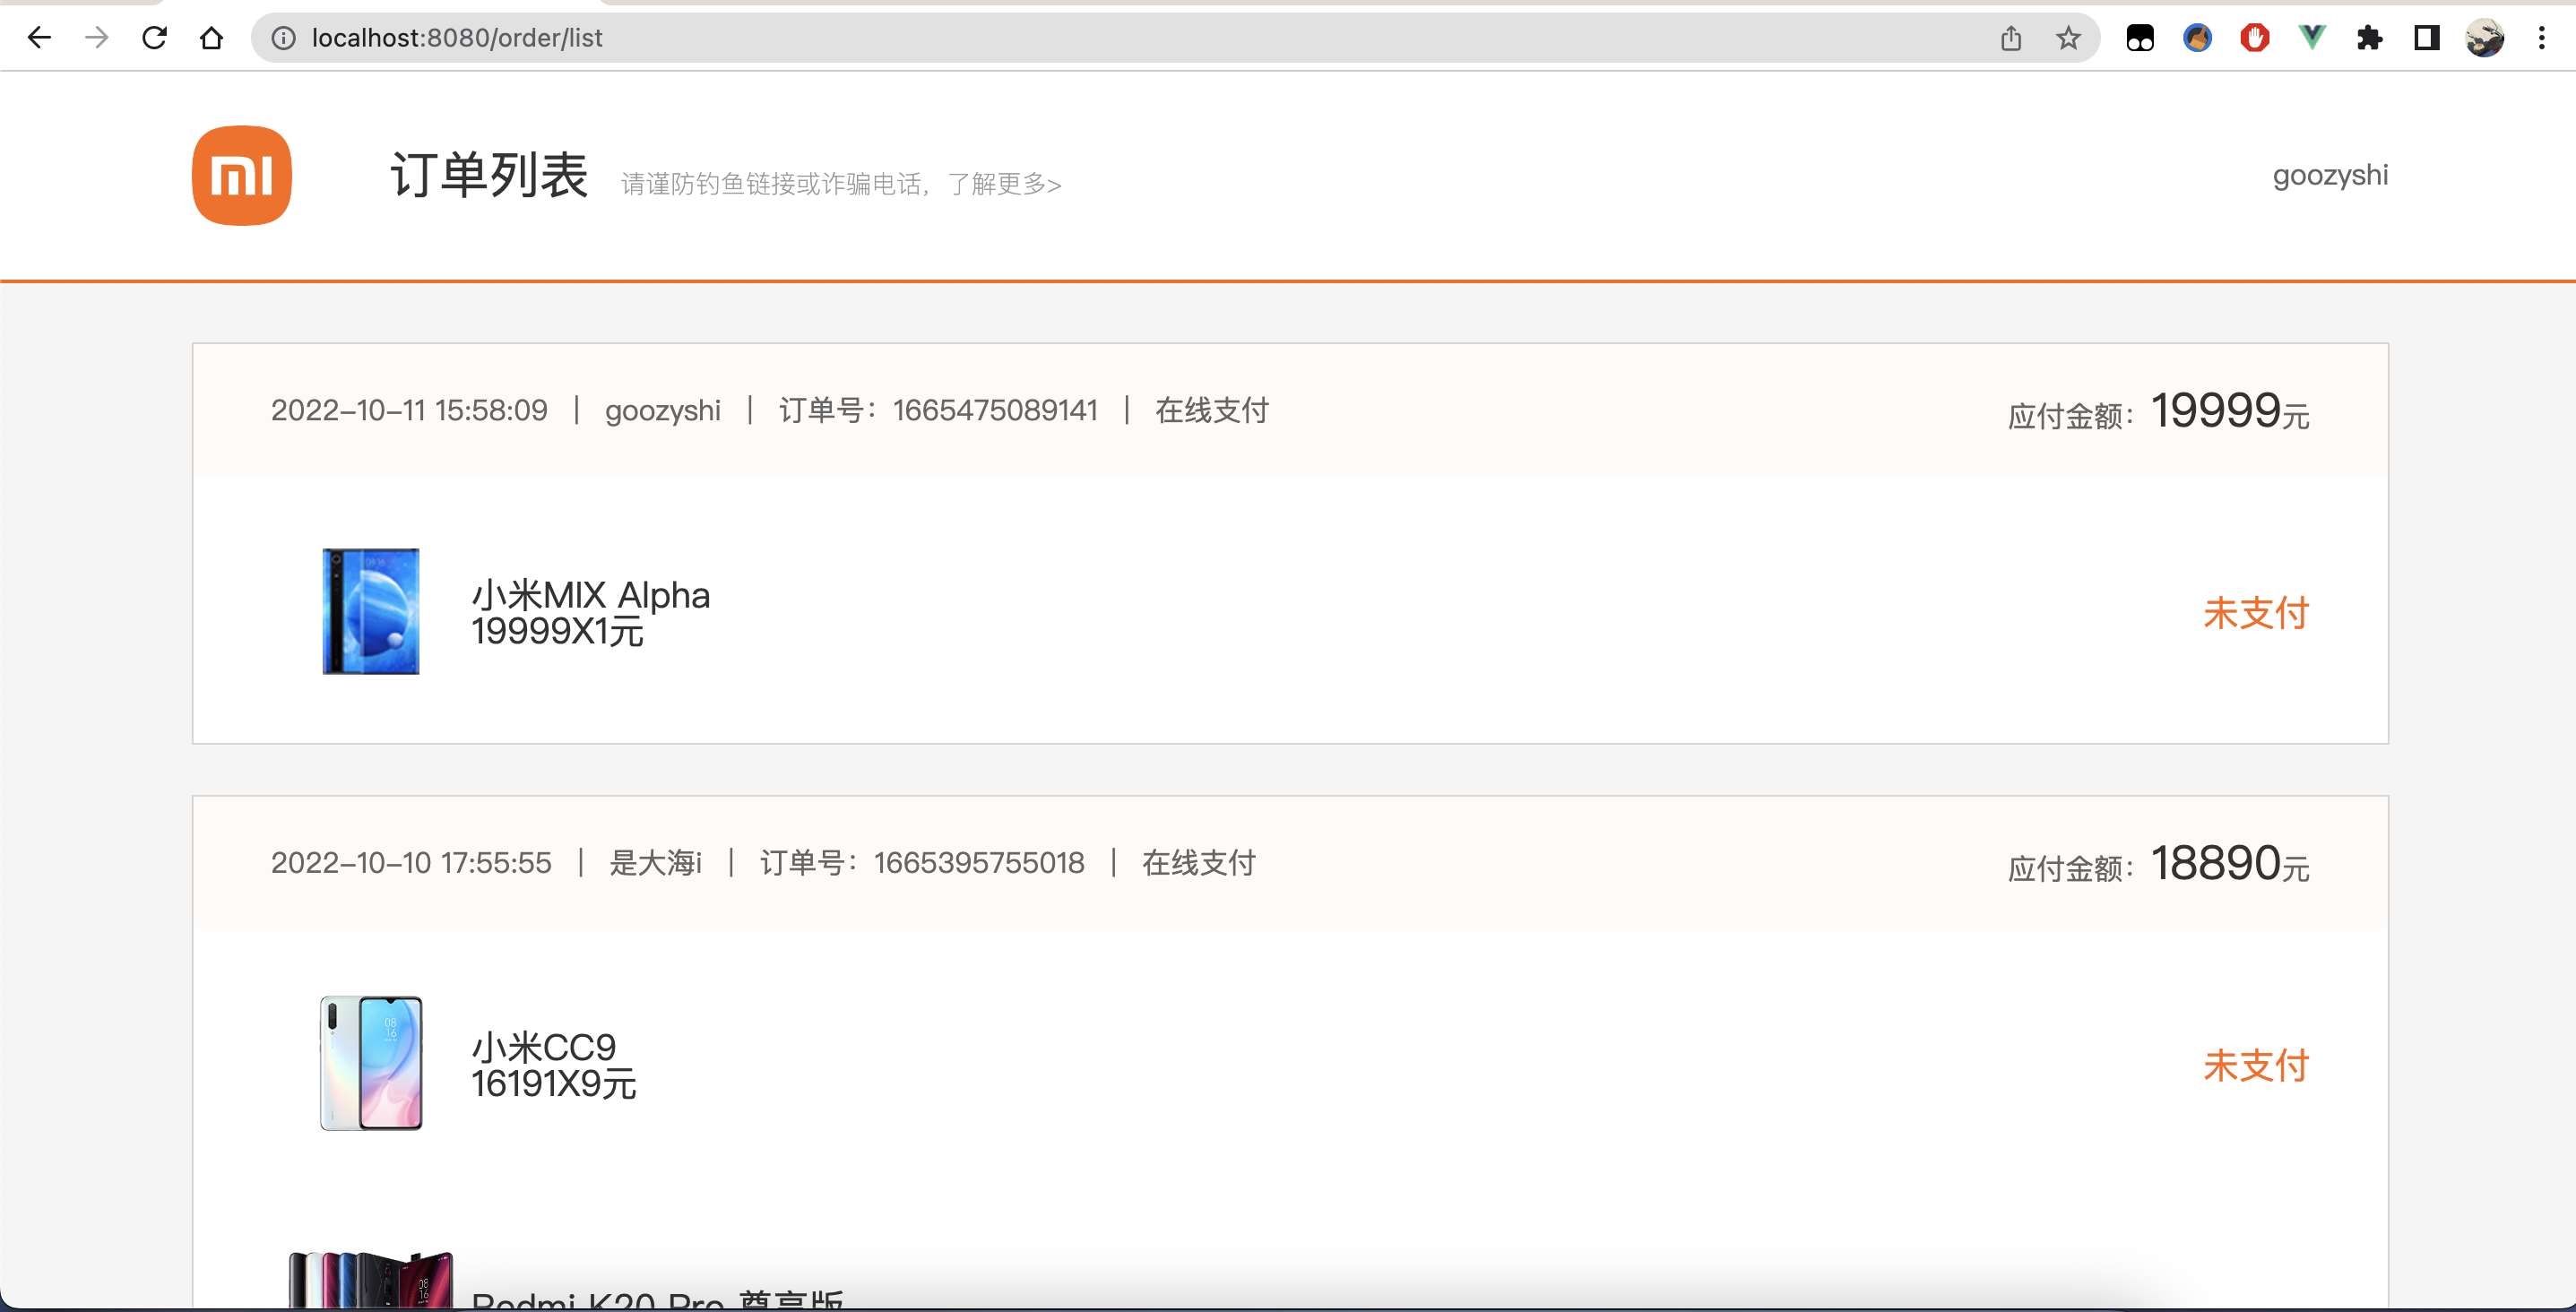 localhost:8080/order/list
mi
订单列表 请谨防钓鱼链接或诈骗电话，了解更多>
goozyshi
2022-10-11 15:58:09 | goozyshi | 订单号：1665475089141 | 在线支付
应付金额：19999元
小米MIX Alpha
19999X1元
未支付
2022-10-10 17:55:55 | 是大海i | 订单号：1665395755018 | 在线支付
应付金额：18890元
小米CC9
16191X9元
未支付
Redmi K20 Pro 尊享版